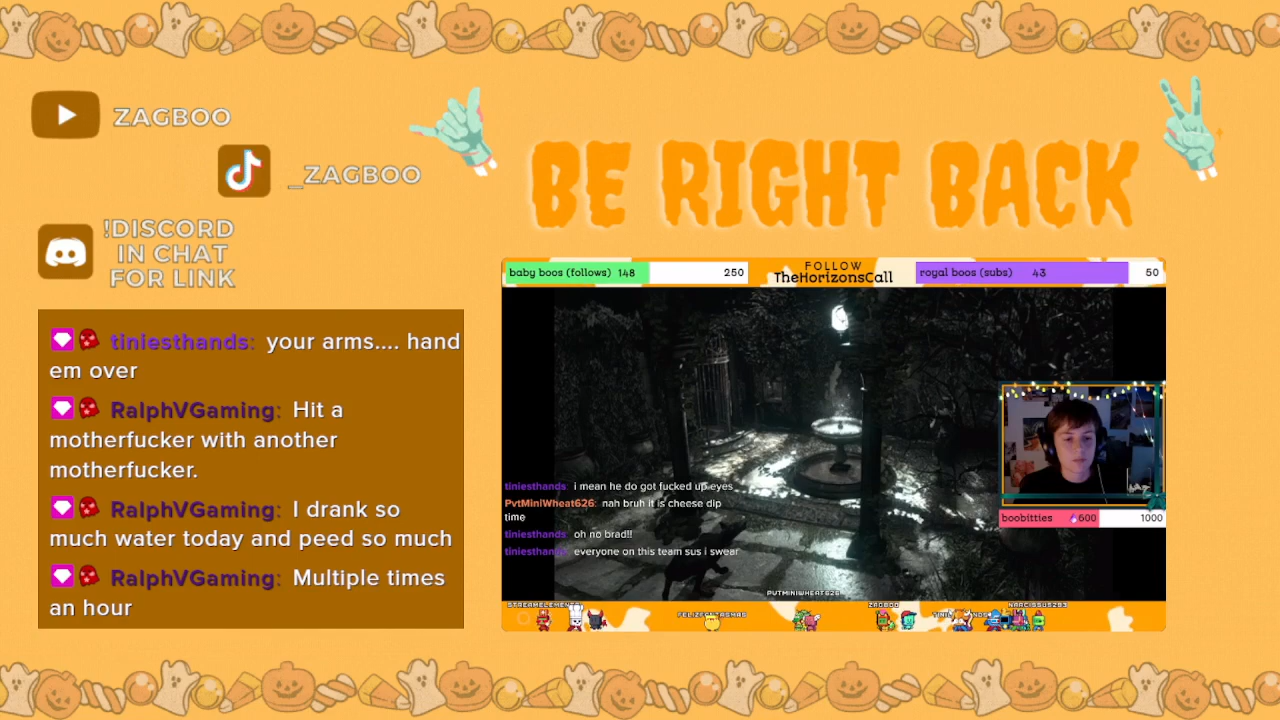 ZAGBOO
_ZAGBOO
!DISCORD
IN CHAT
FOR LINK
BE RIGHT BACK
tiniesthands: your arms.... hand
em over
RalphVGaming: Hit a
motherfucker with another
motherfucker.
RalphVGaming: I drank so
much water today and peed so much
RalphVGaming: Multiple times
an hour
baby boos (follows) 148 250
FOLLOW
TheHorizonsCall
royal boos (subs) 43 50
tiniesthands: i mean he do got fucked up eyes
PvtMiniWheat626: nah bruh it is cheese dip
time
tiniesthands: oh no brad!!
tiniesthands: everyone on this team sus i swear
boobitties 600 1000
PVTMINIWHEAT626
ZAGBOO